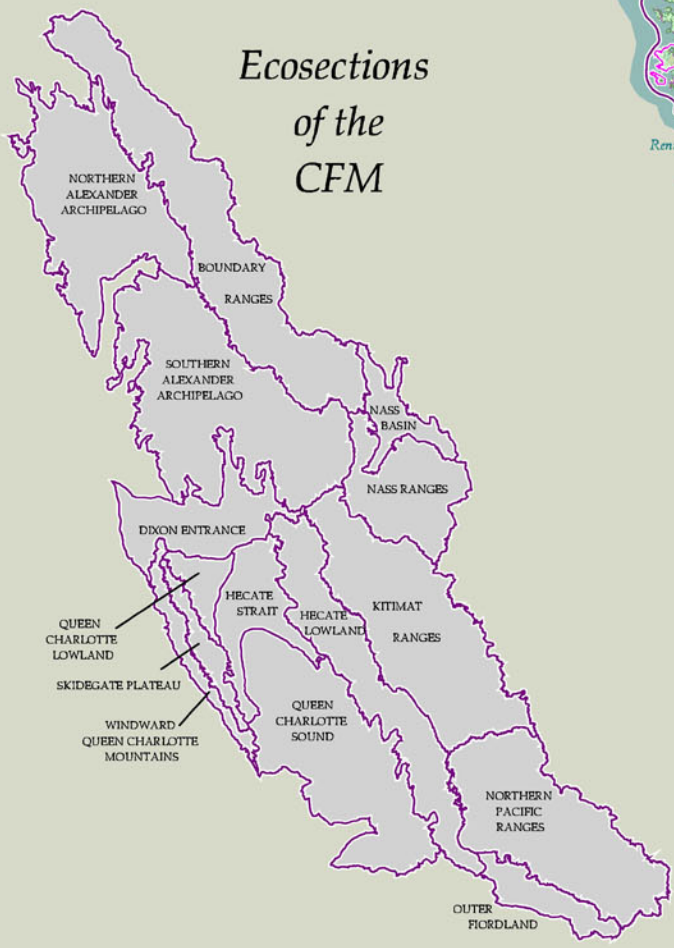 Ecosections
of the
CFM
Ren
NORTHERN
ALEXANDER
ARCHIPELAGO
BOUNDARY
RANGES
SOUTHERN
ALEXANDER
ARCHIPELAGO
NASS
BASIN
NASS RANGES
DIXON ENTRANCE
HECATE
STRAIT
HECATE
LOWLAND
KITIMAT
RANGES
QUEEN
CHARLOTTE
LOWLAND
SKIDEGATE PLATEAU
WINDWARD
QUEEN CHARLOTTE
MOUNTAINS
QUEEN
CHARLOTTE
SOUND
NORTHERN
PACIFIC
RANGES
OUTER
FIORDLAND